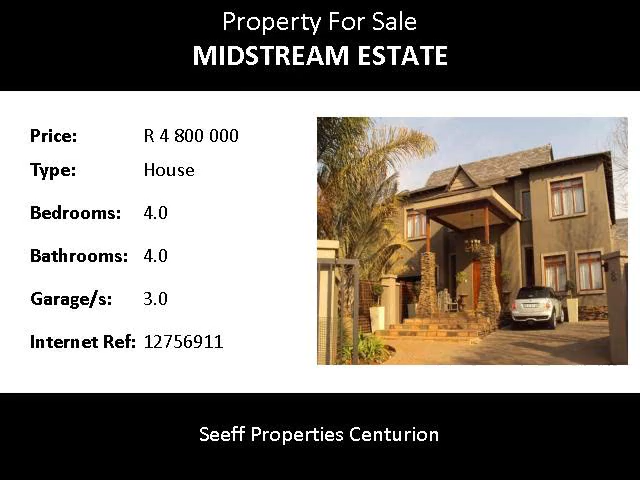 Property For Sale
MIDSTREAM ESTATE
Price: R 4 800 000
Type: House
Bedrooms: 4.0
Bathrooms: 4.0
Garage/s: 3.0
Internet Ref: 12756911
Seeff Properties Centurion